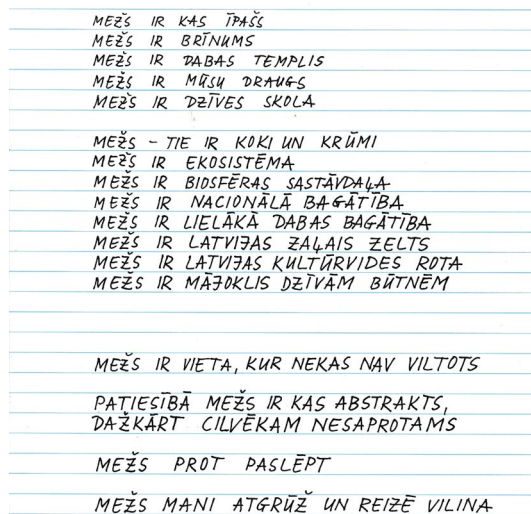 MEŽS IR KAS ĪPAŠS
MEŽS IR BRĪNUMS
MEŽS IR DABAS TEMPLIS
MEŽS IR MŪSU DRAUGS
MEŽS IR DZĪVES SKOLA
MEŽS - TIE IR KOKI UN KRŪMI
MEŽS IR EKOSISTĒMA
MEŽS IR BIOSFĒRAS SASTĀVDAĻA
MEŽS IR NACIONĀLĀ BAGĀTĪBA
MEŽS IR LIELĀKĀ DABAS BAGĀTĪBA
MEŽS IR LATVIJAS ZAĻAIS ZELTS
MEŽS IR LATVIJAS KULTŪRVIDES ROTA
MEŽS IR MĀJOKLIS DZĪVĀM BŪTNĒM
MEŽS IR VIETA, KUR NEKAS NAV VILTOTS
PATIESĪBĀ MEŽS IR KAS ABSTRAKTS,
DAŽKĀRT CILVĒKAM NESAPROTAMS
MEŽS PROT PASLĒPT
MEŽS MANI ATGRŪŽ UN REIZĒ VILINA